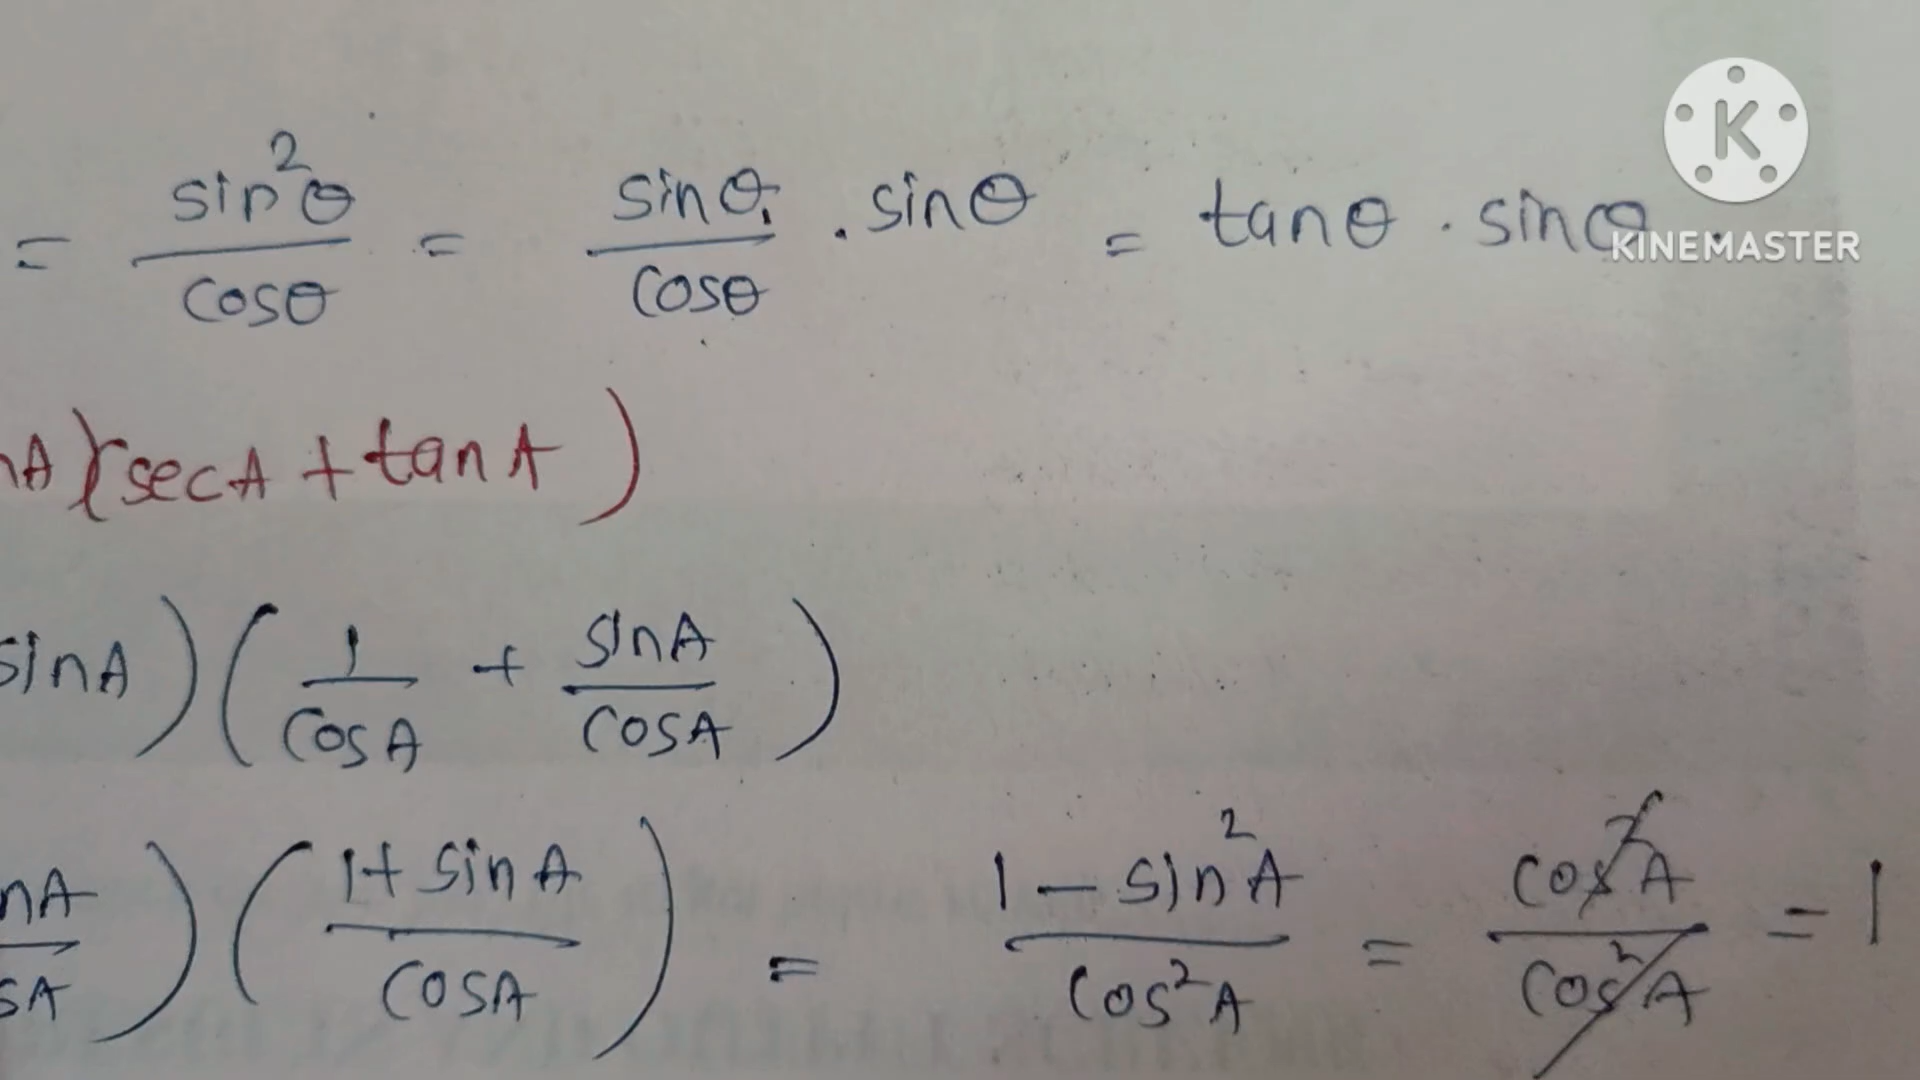 = sin²θ/cosθ = sinθ/cosθ . sinθ = tanθ . sinθ .
K
KINEMASTER
nA)(secA + tanA)
sinA)(1/cosA + sinA/cosA)
nA/sA)(1+ sinA/cosA) = 1 - sin²A/cos²A = cos²A/cos²A = 1